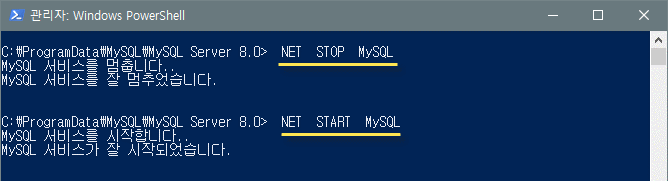 관리자: Windows PowerShell
C:₩ProgramData₩MySQL₩MySQL Server 8.0>  NET  STOP  MySQL
MySQL 서비스를 멈춥니다..
MySQL 서비스를 잘 멈추었습니다.
C:₩ProgramData₩MySQL₩MySQL Server 8.0>  NET  START  MySQL
MySQL 서비스를 시작합니다..
MySQL 서비스가 잘 시작되었습니다.